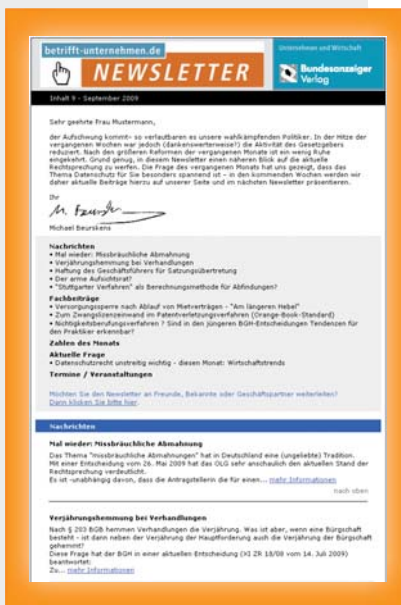 betrifft-unternehmen.de
NEWSLETTER
Unternehmen und Wirtschaft
Bundesanzeiger
Verlag
Inhalt 9 - September 2009
Sehr geehrte Frau Mustermann,
der Aufschwung kommt- so verlautbaren es unsere wahlkämpfenden Politiker. In der Hitze der
vergangenen Wochen war jedoch (dankenswerterweise?) die Aktivität des Gesetzgebers
reduziert. Nach den größeren Reformen der vergangenen Monate ist ein wenig Ruhe
eingekehrt. Grund genug, in diesem Newsletter einen näheren Blick auf die aktuelle
Rechtsprechung zu werfen. Die Frage des vergangenen Monats hat uns gezeigt, dass das
Thema Datenschutz für Sie besonders spannend ist - in den kommenden Wochen werden wir
daher aktuelle Beiträge hierzu auf unserer Seite und im nächsten Newsletter präsentieren.
Ihr
M. Beurskens
Michael Beurskens
Nachrichten
• Mal wieder: Missbräuchliche Abmahnung
• Verjährungshemmung bei Verhandlungen
• Haftung des Geschäftsführers für Satzungsübertretung
• Der arme Aufsichtsrat?
• "Stuttgarter Verfahren" als Berechnungsmethode für Abfindungen?
Fachbeiträge
• Versorgungssperre nach Ablauf von Mietverträgen - "Am längeren Hebel"
• Zum Zwangslizenzeinwand im Patentverletzungsverfahren (Orange-Book-Standard)
• Nichtigkeitsberufungsverfahren ? Sind in den jüngeren BGH-Entscheidungen Tendenzen für
den Praktiker erkennbar?
Zahlen des Monats
Aktuelle Frage
• Datenschutzrecht unstreitig wichtig - diesen Monat: Wirtschaftstrends
Termine / Veranstaltungen
Möchten Sie den Newsletter an Freunde, Bekannte oder Geschäftspartner weiterleiten?
Dann klicken Sie bitte hier.
Nachrichten
Mal wieder: Missbräuchliche Abmahnung
Das Thema "missbräuchliche Abmahnungen" hat in Deutschland eine (ungeliebte) Tradition.
Mit einer Entscheidung vom 26. Mai 2009 hat das OLG sehr anschaulich den aktuellen Stand der
Rechtsprechung verdeutlicht.
Es ist -unabhängig davon, dass die Antragstellerin die für einen... mehr Informationen
nach oben
Verjährungshemmung bei Verhandlungen
Nach § 203 BGB hemmen Verhandlungen die Verjährung. Was ist aber, wenn eine Bürgschaft
besteht - ist dann neben der Verjährung der Hauptforderung auch die Verjährung der Bürgschaft
gehemmt?
Diese Frage hat der BGH in einer aktuellen Entscheidung (XI ZR 18/08 vom 14. Juli 2009)
beantwortet:
Zu... mehr Informationen